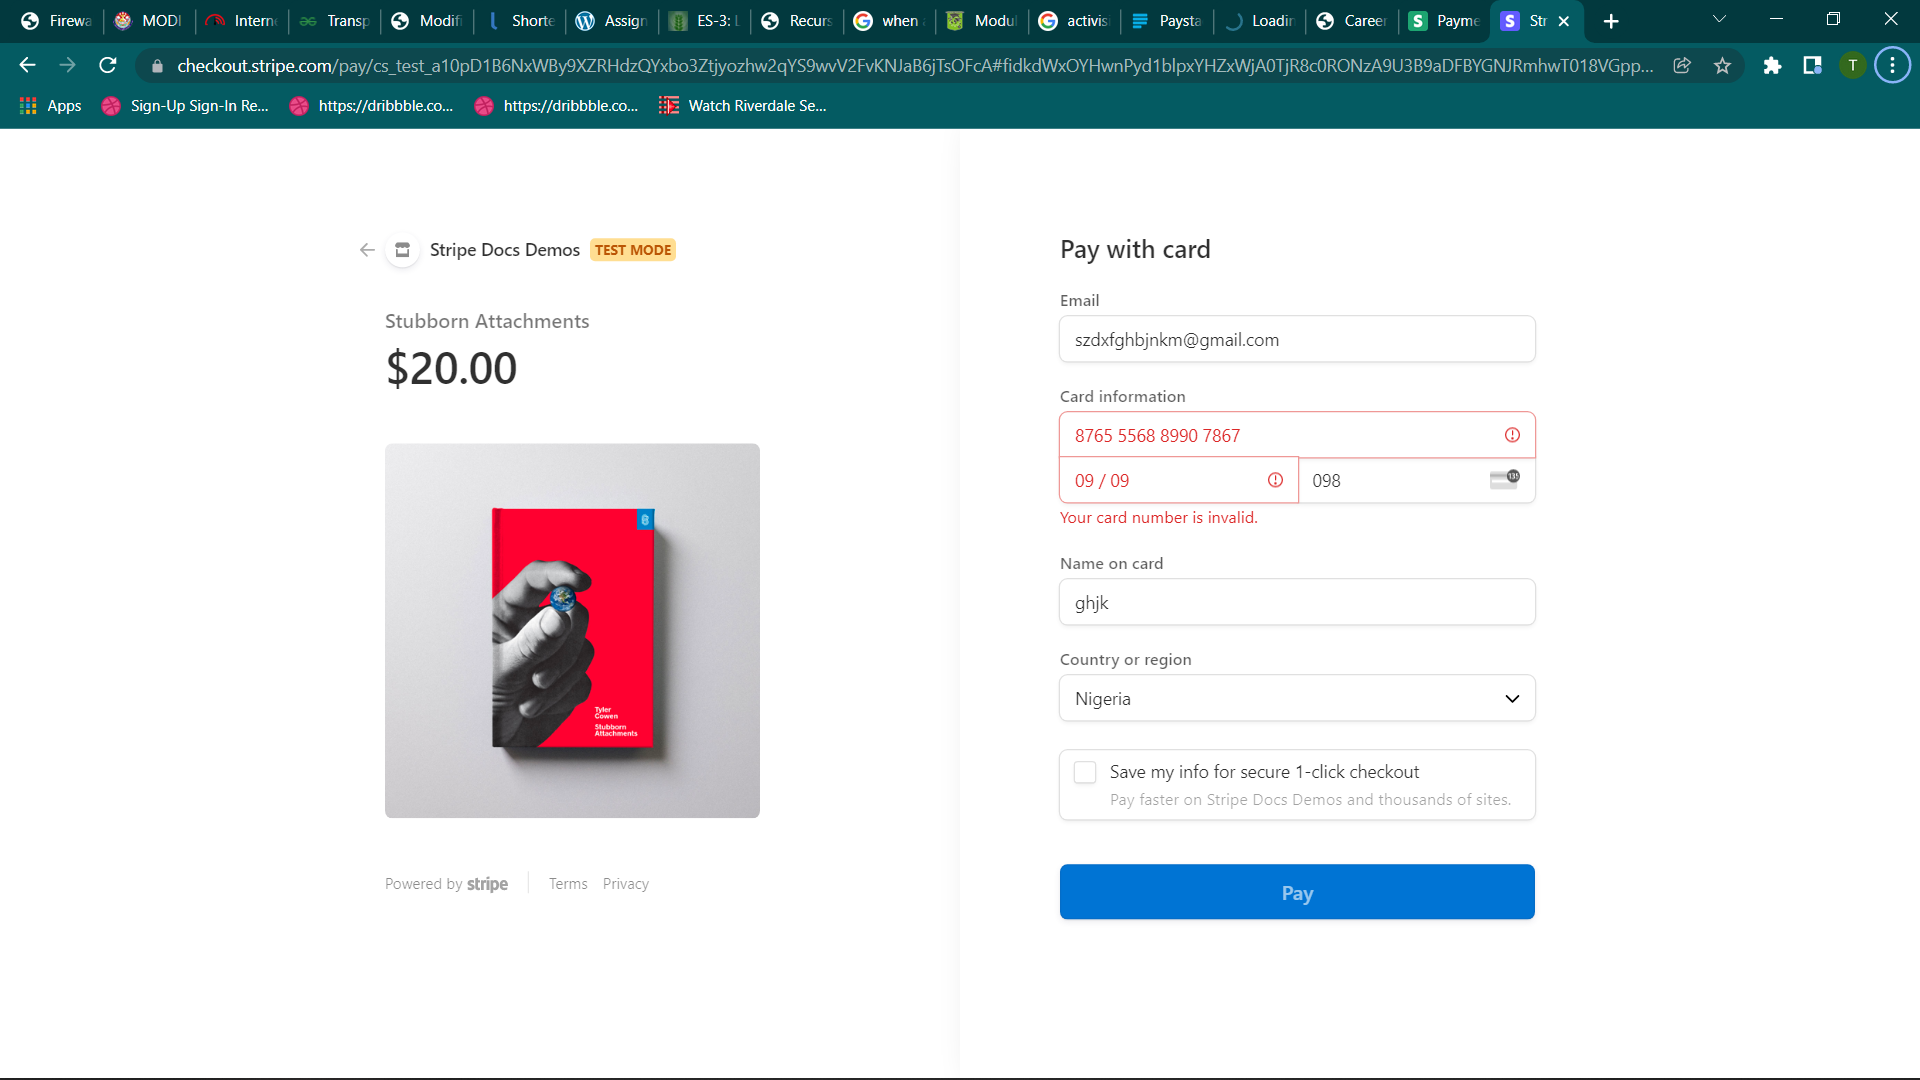 Firewa
MODI
Intern
Transp
Modifi
Shorte
Assign
ES-3: L
Recurs
when
Modul
activis
Paysta
Loadin
Career
Payme
Str
checkout.stripe.com/pay/cs_test_a10pD1B6NxWBy9XZRHdzQYxbo3Ztjyozhw2qYS9wvV2FvKNJaB6jTsOFcA#fidkdWxOYHwnPyd1blpxYHZxWjA0TjR8c0RONzA9U3B9aDFBYGNJRmhwT018VGpp...
T
Apps
Sign-Up Sign-In Re...
https://dribbble.co...
https://dribbble.co...
Watch Riverdale Se...
Stripe Docs Demos TEST MODE
Stubborn Attachments
$20.00
Tyler
Cowen
Stubborn
Attachments
Powered by stripe
Terms Privacy
Pay with card
Email
szdxfghbjnkm@gmail.com
Card information
8765 5568 8990 7867
09 / 09
098
135
Your card number is invalid.
Name on card
ghjk
Country or region
Nigeria
Save my info for secure 1-click checkout
Pay faster on Stripe Docs Demos and thousands of sites.
Pay